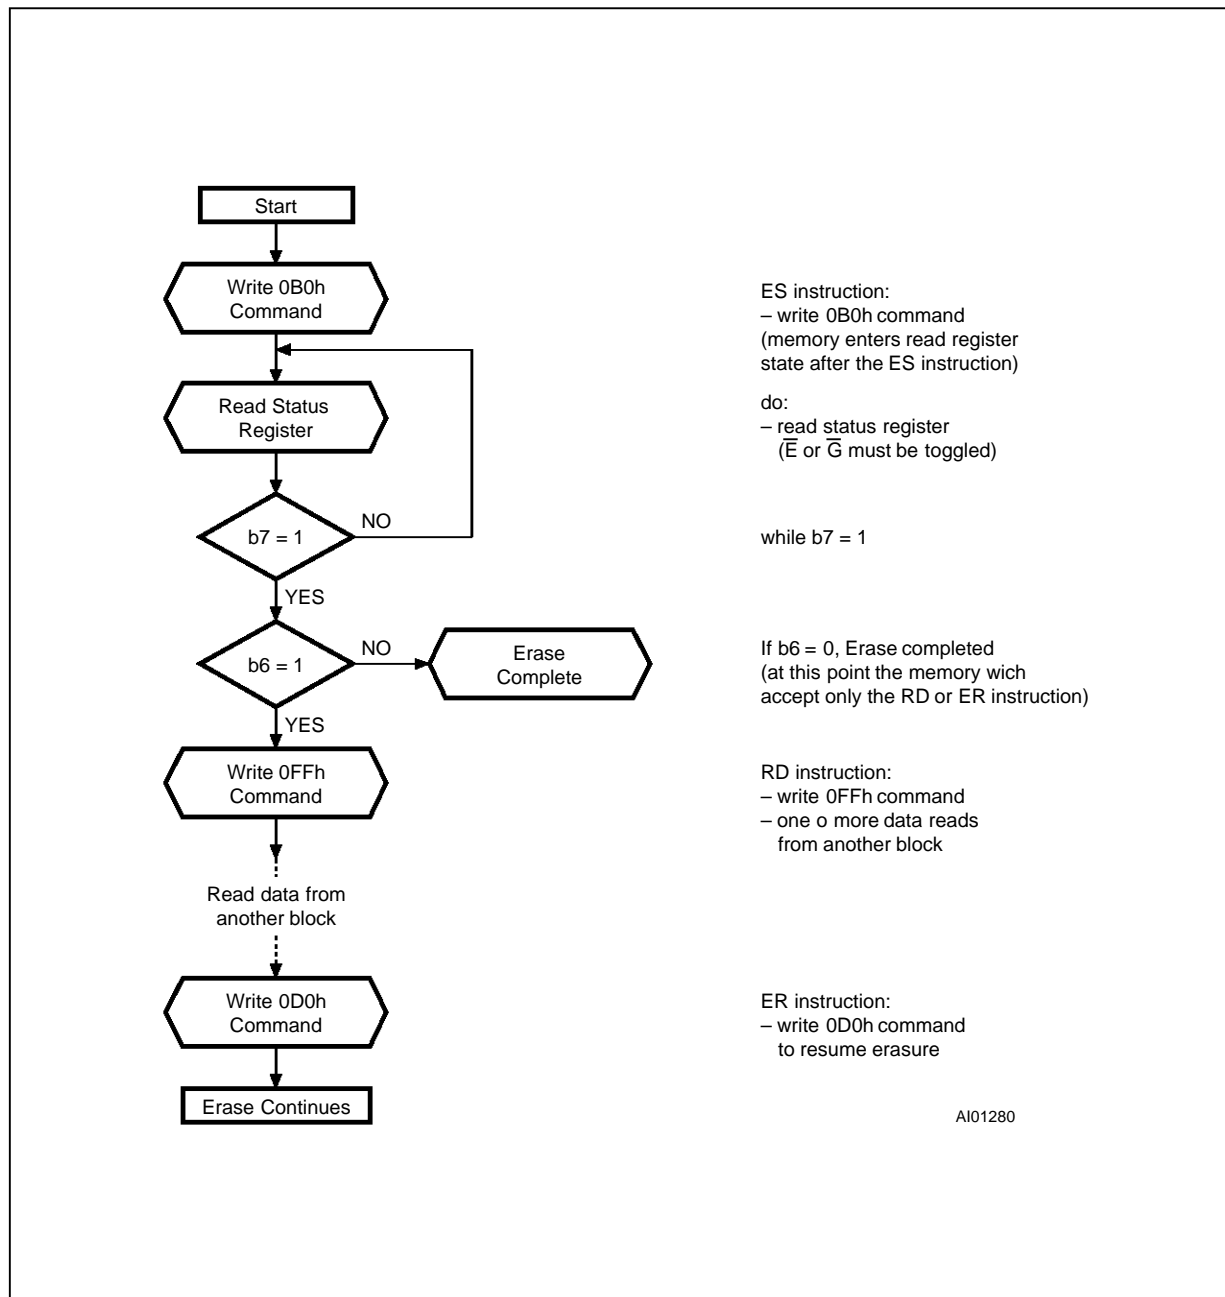 Start
Write 0B0h
Command
Read Status
Register
b7 = 1
NO
YES
b6 = 1
NO
YES
Erase
Complete
Write 0FFh
Command
Read data from
another block
Write 0D0h
Command
Erase Continues
ES instruction:
– write 0B0h command
(memory enters read register
state after the ES instruction)
do:
– read status register
(E̅ or G̅ must be toggled)
while b7 = 1
If b6 = 0, Erase completed
(at this point the memory wich
accept only the RD or ER instruction)
RD instruction:
– write 0FFh command
– one o more data reads
from another block
ER instruction:
– write 0D0h command
to resume erasure
AI01280